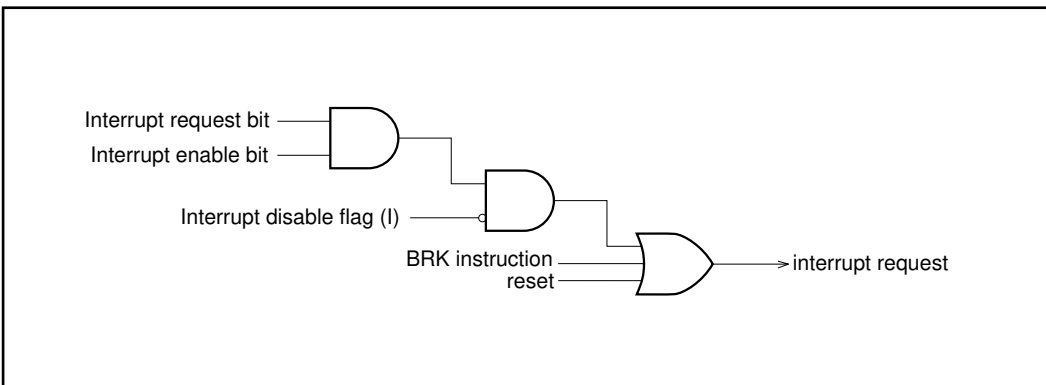 Interrupt request bit
Interrupt enable bit
Interrupt disable flag (I)
BRK instruction
reset
interrupt request